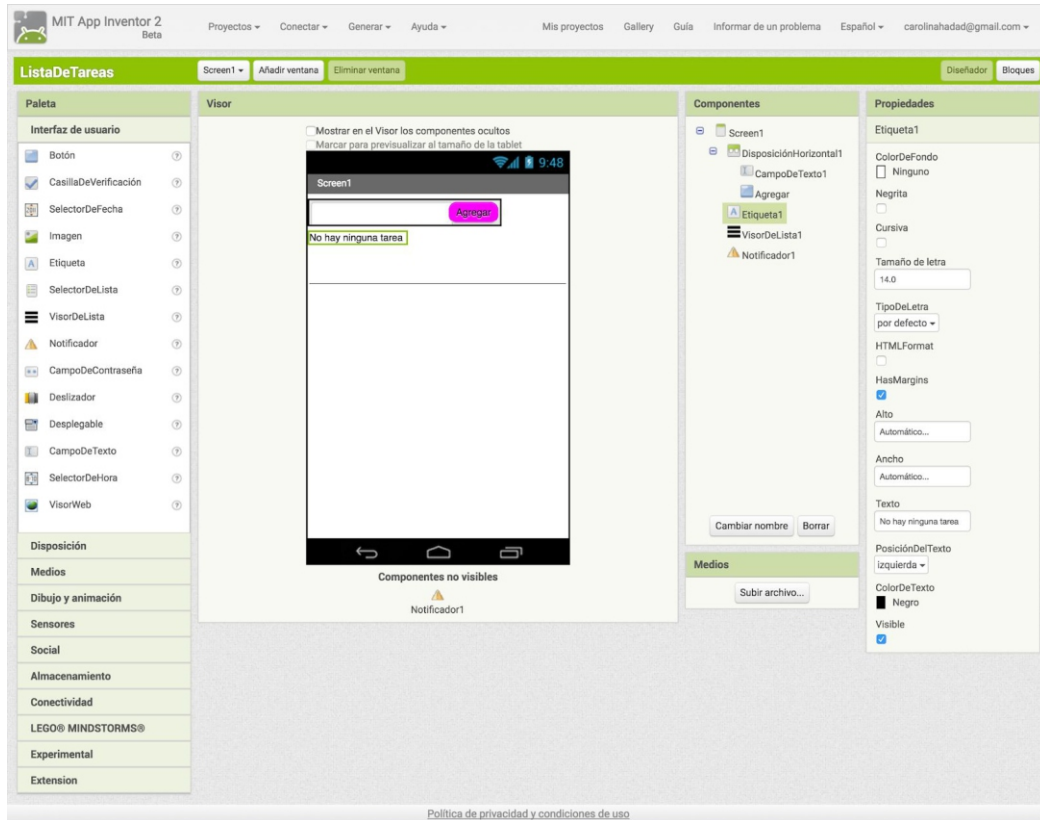 MIT App Inventor 2
Beta
Proyectos
Conectar
Generar
Ayuda
Mis proyectos
Gallery
Guía
Informar de un problema
Español
carolinahadad@gmail.com
ListaDeTareas
Screen1
Añadir ventana
Eliminar ventana
Diseñador
Bloques
Paleta
Interfaz de usuario
Botón
CasillaDeVerificación
SelectorDeFecha
Imagen
Etiqueta
SelectorDeLista
VisorDeLista
Notificador
CampoDeContraseña
Deslizador
Desplegable
CampoDeTexto
SelectorDeHora
VisorWeb
Disposición
Medios
Dibujo y animación
Sensores
Social
Almacenamiento
Conectividad
LEGO® MINDSTORMS®
Experimental
Extension
Visor
Mostrar en el Visor los componentes ocultos
Marcar para previsualizar al tamaño de la tablet
9:48
Screen1
Agregar
No hay ninguna tarea
Componentes no visibles
Notificador1
Componentes
Screen1
DisposiciónHorizontal1
CampoDeTexto1
Agregar
Etiqueta1
VisorDeLista1
Notificador1
Cambiar nombre
Borrar
Medios
Subir archivo...
Propiedades
Etiqueta1
ColorDeFondo
Ninguno
Negrita
Cursiva
Tamaño de letra
14.0
TipoDeLetra
por defecto
HTMLFormat
HasMargins
Alto
Automático...
Ancho
Automático...
Texto
No hay ninguna tarea
PosiciónDelTexto
izquierda
ColorDeTexto
Negro
Visible
Política de privacidad y condiciones de uso